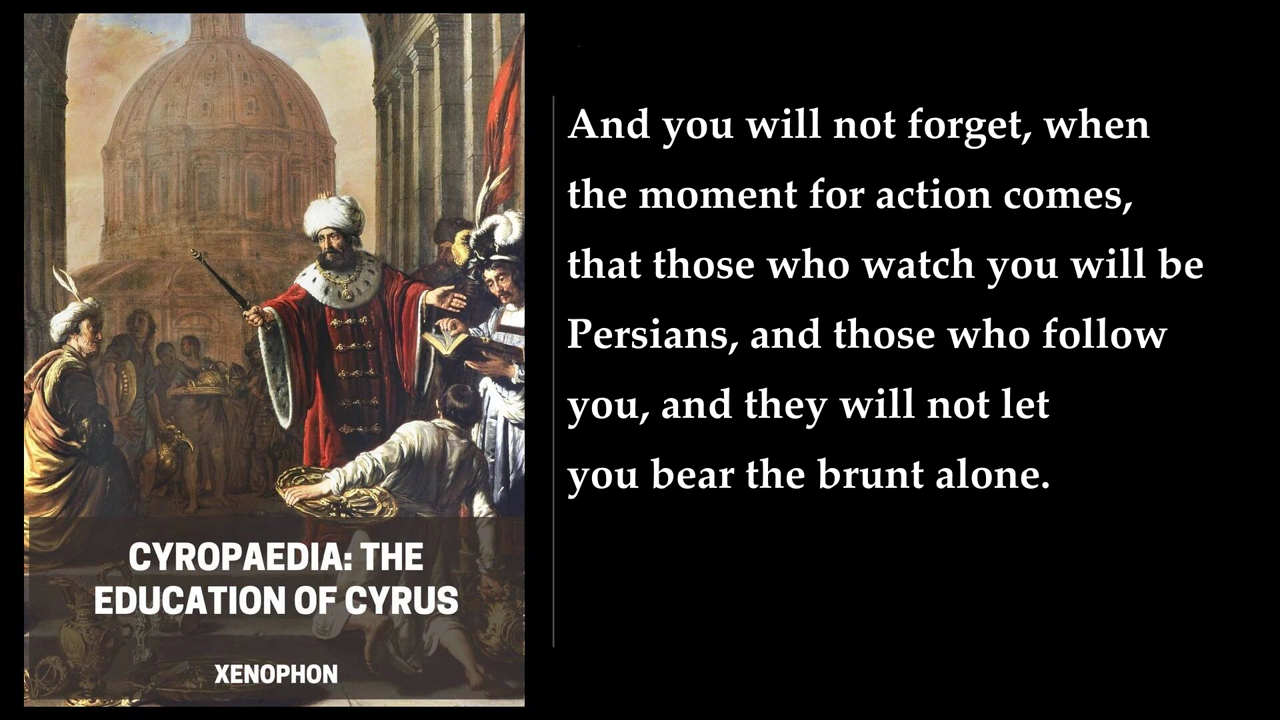 CYROPAEDIA: THE
EDUCATION OF CYRUS
XENOPHON
And you will not forget, when
the moment for action comes,
that those who watch you will be
Persians, and those who follow
you, and they will not let
you bear the brunt alone.